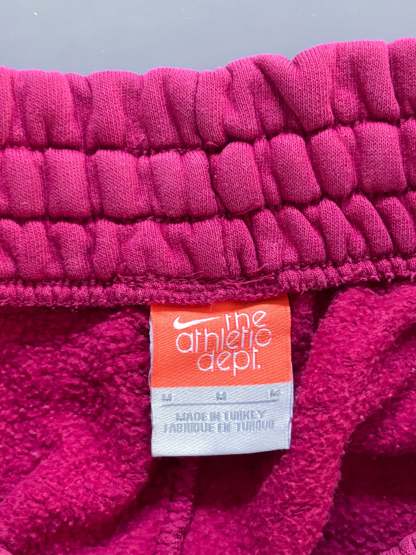 the
athletic
dept.
M M M
MADE IN TURKEY
FABRIQUE EN TURQUIE